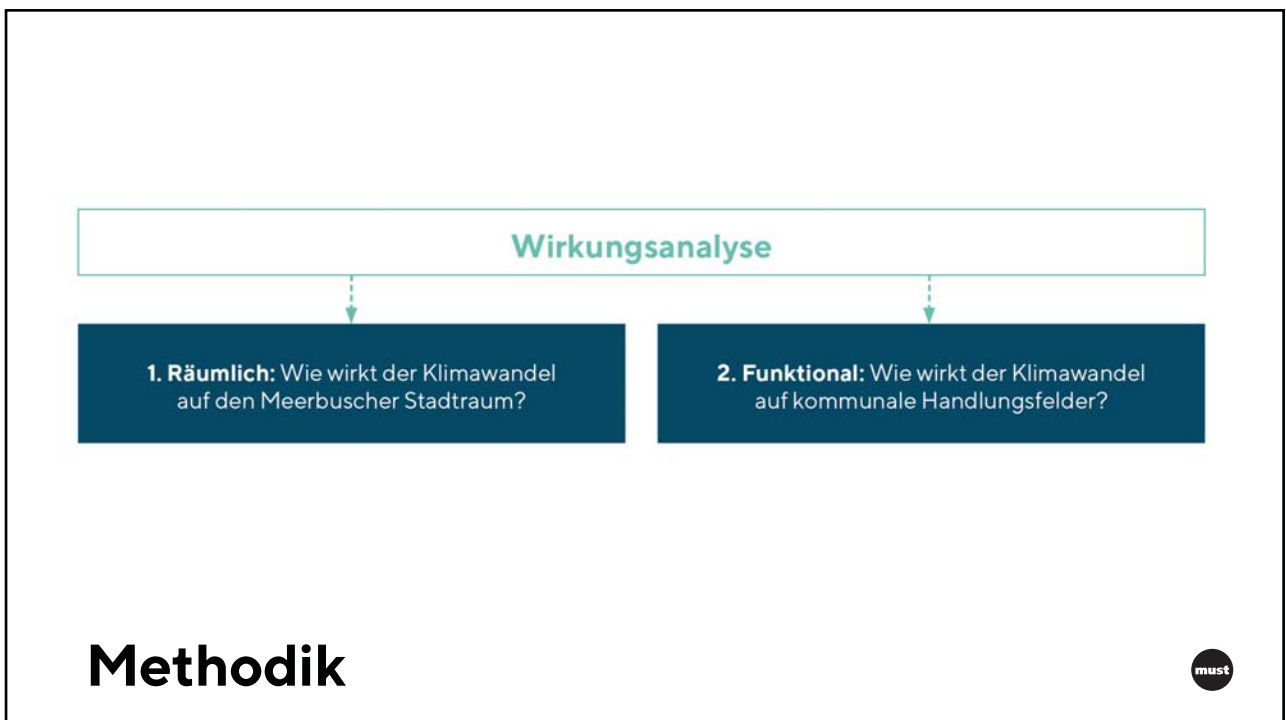 Wirkungsanalyse
1. Räumlich: Wie wirkt der Klimawandel
auf den Meerbuscher Stadtraum?
2. Funktional: Wie wirkt der Klimawandel
auf kommunale Handlungsfelder?
Methodik
must